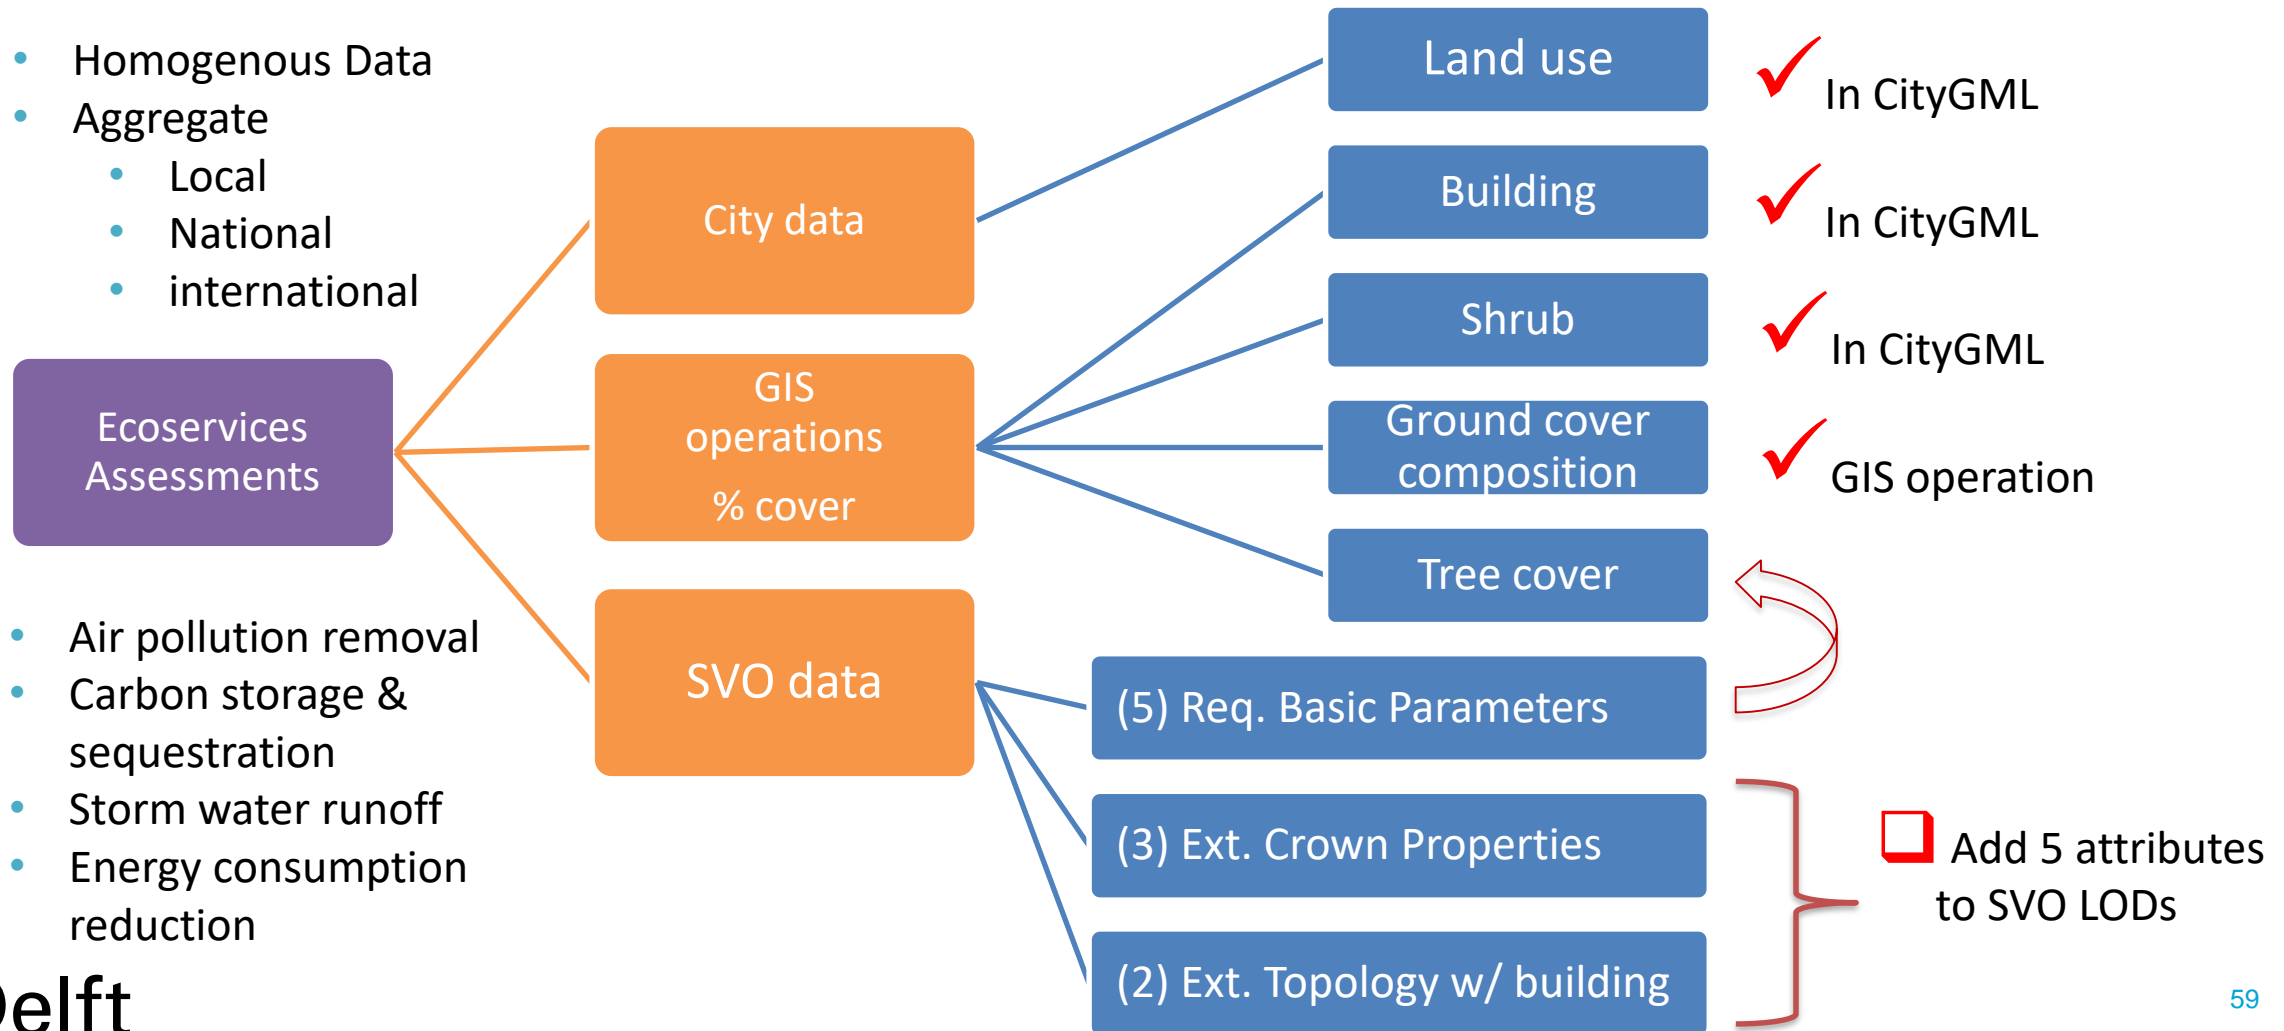 Homogenous Data
Aggregate
Local
National
international
Ecoservices
Assessments
Air pollution removal
Carbon storage &
sequestration
Storm water runoff
Energy consumption
reduction
City data
GIS
operations
% cover
SVO data
Land use
In CityGML
Building
In CityGML
Shrub
In CityGML
Ground cover
composition
GIS operation
Tree cover
(5) Req. Basic Parameters
(3) Ext. Crown Properties
(2) Ext. Topology w/ building
Add 5 attributes
to SVO LODs
Delft
59